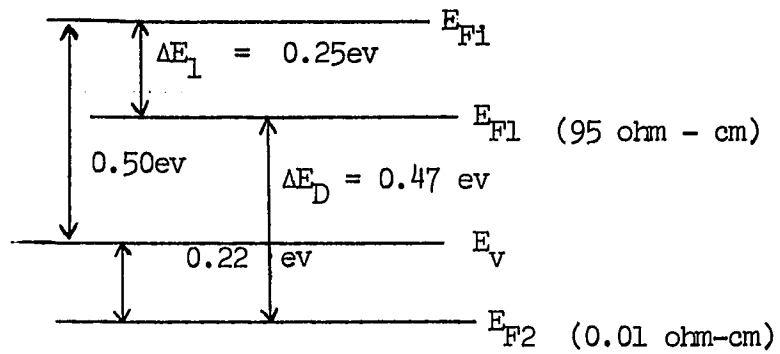 E_Fi
ΔE_1 = 0.25ev
E_F1 (95 ohm - cm)
0.50ev
ΔE_D = 0.47 ev
E_v
0.22 ev
E_F2 (0.01 ohm-cm)